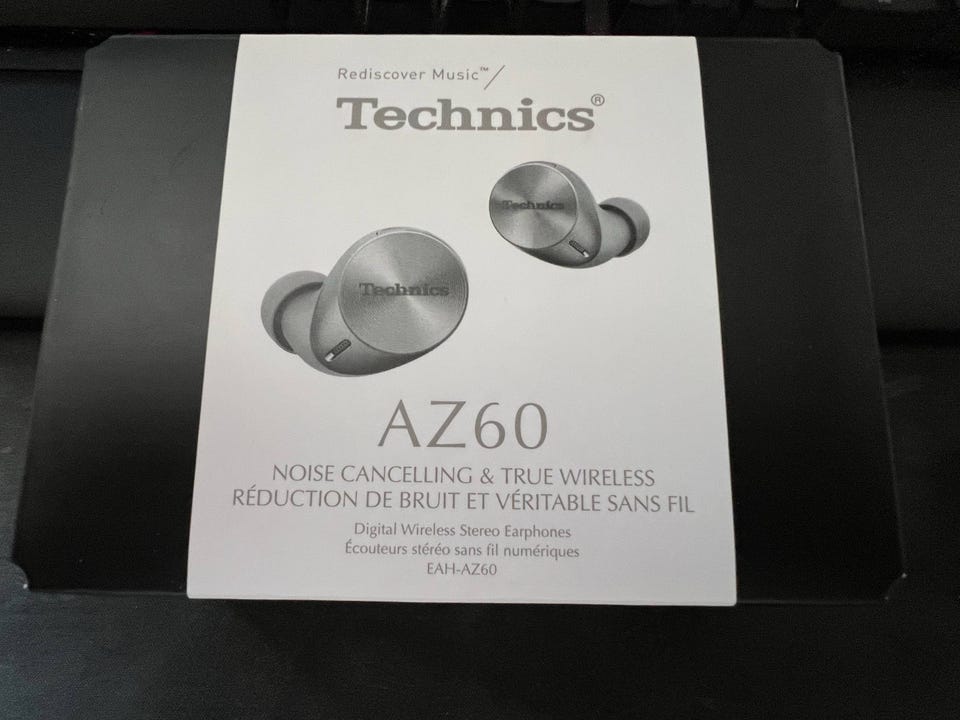 Rediscover Music™/
Technics®
Technics
Technics
AZ60
NOISE CANCELLING & TRUE WIRELESS
RÉDUCTION DE BRUIT ET VÉRITABLE SANS FIL
Digital Wireless Stereo Earphones
Écouteurs stéréo sans fil numériques
EAH-AZ60